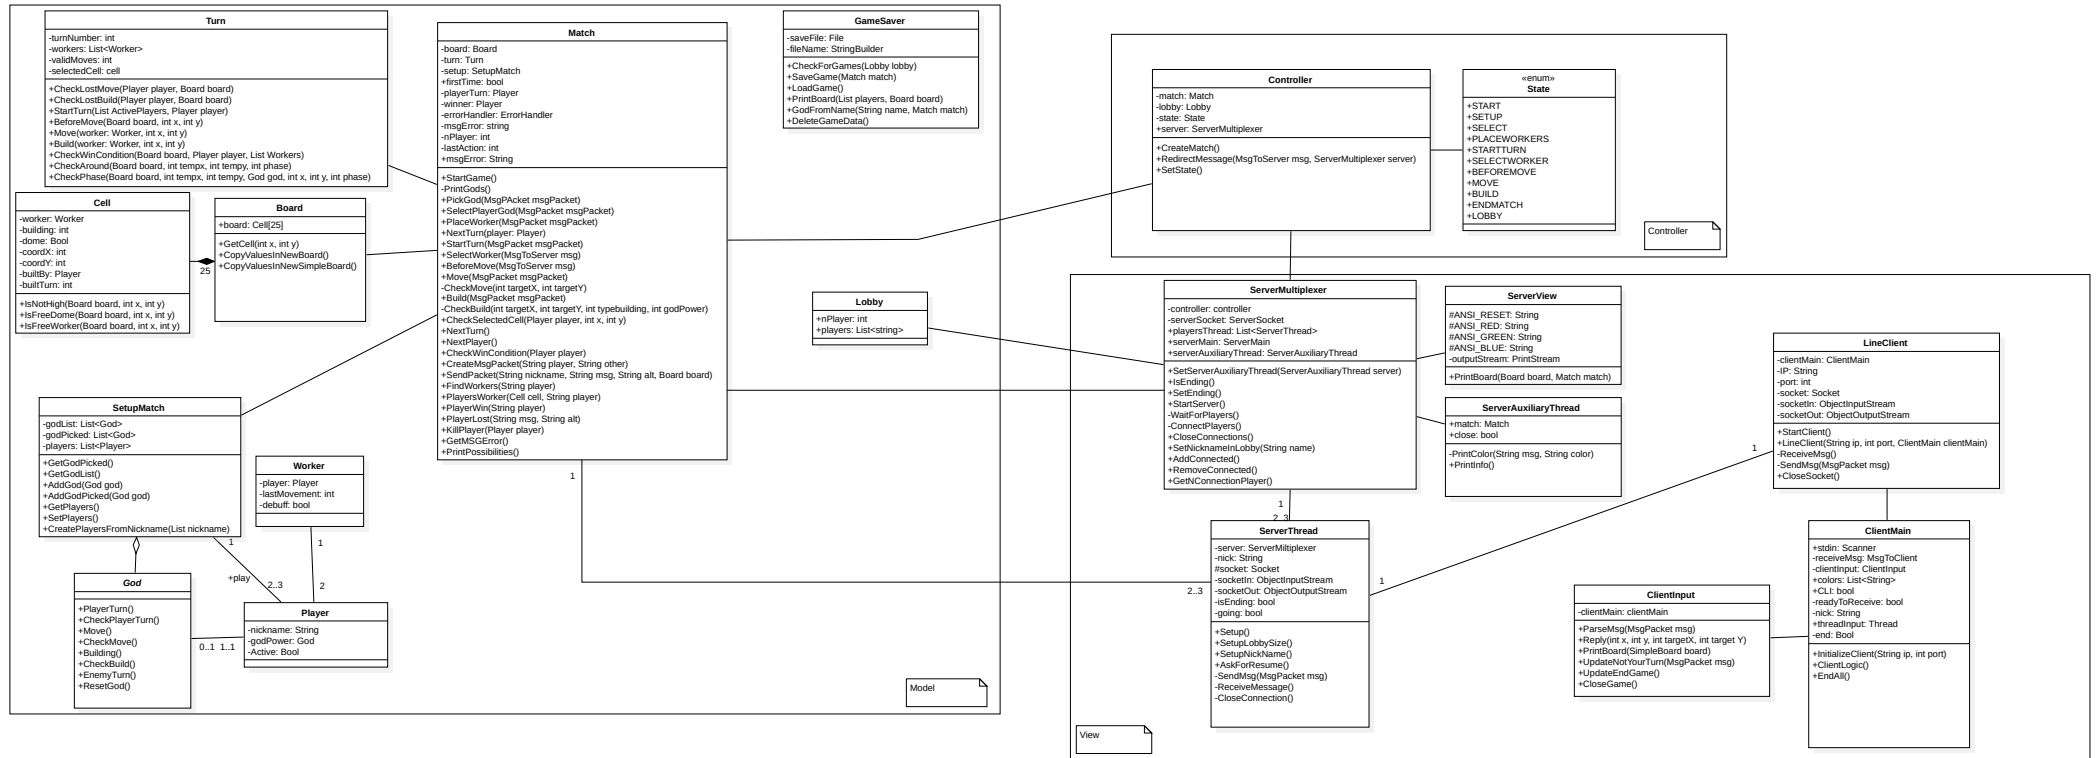 Turn
-turnNumber: int
-workers: List<Worker>
-validMoves: int
-selectedCell: cell
+CheckLostMove(Player player, Board board)
+CheckLostBuild(Player player, Board board)
+StartTurn(List ActivePlayers, Player player)
+BeforeMove(Board board, int x, int y)
+Move(worker: Worker, int x, int y)
+Build(worker: Worker, int x, int y)
+CheckWinCondition(Board board, Player player, List Workers)
+CheckAround(Board board, int tempx, int tempy, int phase)
+CheckPhase(Board board, int tempx, int tempy, God god, int x, int y, int phase)
Cell
-worker: Worker
-building: int
-dome: Bool
-coordX: int
-coordY: int
-builtBy: Player
-builtTurn: int
+IsNotHigh(Board board, int x, int y)
+IsFreeDome(Board board, int x, int y)
+IsFreeWorker(Board board, int x, int y)
25
Board
+board: Cell[25]
+GetCell(int x, int y)
+CopyValuesInNewBoard()
+CopyValuesInNewSimpleBoard()
Match
-board: Board
-turn: Turn
-setup: SetupMatch
+firstTime: bool
-playerTurn: Player
-winner: Player
-errorHandler: ErrorHandler
-msgError: string
-nPlayer: int
-lastAction: int
+msgError: String
+StartGame()
-PrintGods()
+PickGod(MsgPAcket msgPacket)
+SelectPlayerGod(MsgPacket msgPacket)
+PlaceWorker(MsgPacket msgPacket)
+NextTurn(player: Player)
+StartTurn(MsgPacket msgPacket)
+SelectWorker(MsgToServer msg)
+BeforeMove(MsgToServer msg)
+Move(MsgPacket msgPacket)
-CheckMove(int targetX, int targetY)
+Build(MsgPacket msgPacket)
-CheckBuild(int targetX, int targetY, int typebuilding, int godPower)
+CheckSelectedCell(Player player, int x, int y)
+NextTurn()
+NextPlayer()
+CheckWinCondition(Player player)
+CreateMsgPacket(String player, String other)
+SendPacket(String nickname, String msg, String alt, Board board)
+FindWorkers(String player)
+PlayersWorker(Cell cell, String player)
+PlayerWin(String player)
+PlayerLost(String msg, String alt)
+KillPlayer(Player player)
+GetMSGError()
+PrintPossibilities()
1
GameSaver
-saveFile: File
-fileName: StringBuilder
+CheckForGames(Lobby lobby)
+SaveGame(Match match)
+LoadGame()
+PrintBoard(List players, Board board)
+GodFromName(String name, Match match)
+DeleteGameData()
SetupMatch
-godList: List<God>
-godPicked: List<God>
-players: List<Player>
+GetGodPicked()
+GetGodList()
+AddGod(God god)
+AddGodPicked(God god)
+GetPlayers()
+SetPlayers()
+CreatePlayersFromNickname(List nickname)
1
+play
2..3
Worker
-player: Player
-lastMovement: int
-debuff: bool
1
2
God
+PlayerTurn()
+CheckPlayerTurn()
+Move()
+CheckMove()
+Building()
+CheckBuild()
+EnemyTurn()
+ResetGod()
0..1 1..1
Player
-nickname: String
-godPower: God
-Active: Bool
Model
Lobby
+nPlayer: int
+players: List<string>
Controller
-match: Match
-lobby: Lobby
-state: State
+server: ServerMultiplexer
+CreateMatch()
+RedirectMessage(MsgToServer msg, ServerMultiplexer server)
+SetState()
«enum»
State
+START
+SETUP
+SELECT
+PLACEWORKERS
+STARTTURN
+SELECTWORKER
+BEFOREMOVE
+MOVE
+BUILD
+ENDMATCH
+LOBBY
Controller
ServerMultiplexer
-controller: controller
-serverSocket: ServerSocket
+playersThread: List<ServerThread>
+serverMain: ServerMain
+serverAuxiliaryThread: ServerAuxiliaryThread
+SetServerAuxiliaryThread(ServerAuxiliaryThread server)
+IsEnding()
+SetEnding()
+StartServer()
-WaitForPlayers()
-ConnectPlayers()
+CloseConnections()
+SetNicknameInLobby(String name)
+AddConnected()
+RemoveConnected()
+GetNConnectionPlayer()
1
2..3
ServerView
#ANSI_RESET: String
#ANSI_RED: String
#ANSI_GREEN: String
#ANSI_BLUE: String
-outputStream: PrintStream
+PrintBoard(Board board, Match match)
ServerAuxiliaryThread
+match: Match
+close: bool
-PrintColor(String msg, String color)
+PrintInfo()
ServerThread
-server: ServerMiltiplexer
-nick: String
#socket: Socket
-socketIn: ObjectInputStream
-socketOut: ObjectOutputStream
-isEnding: bool
-going: bool
+Setup()
+SetupLobbySize()
+SetupNickName()
+AskForResume()
-SendMsg(MsgPacket msg)
-ReceiveMessage()
-CloseConnection()
2..3
1
1
LineClient
-clientMain: ClientMain
-IP: String
-port: int
-socket: Socket
-socketIn: ObjectInputStream
-socketOut: ObjectOutputStream
+StartClient()
+LineClient(String ip, int port, ClientMain clientMain)
-ReceiveMsg()
-SendMsg(MsgPacket msg)
+CloseSocket()
ClientInput
-clientMain: clientMain
+ParseMsg(MsgPacket msg)
+Reply(int x, int y, int targetX, int target Y)
+PrintBoard(SimpleBoard board)
+UpdateNotYourTurn(MsgPacket msg)
+UpdateEndGame()
+CloseGame()
ClientMain
+stdin: Scanner
-receiveMsg: MsgToClient
-clientInput: ClientInput
+colors: List<String>
+CLI: bool
-readyToReceive: bool
-nick: String
+threadInput: Thread
-end: Bool
+InitializeClient(String ip, int port)
+ClientLogic()
+EndAll()
View